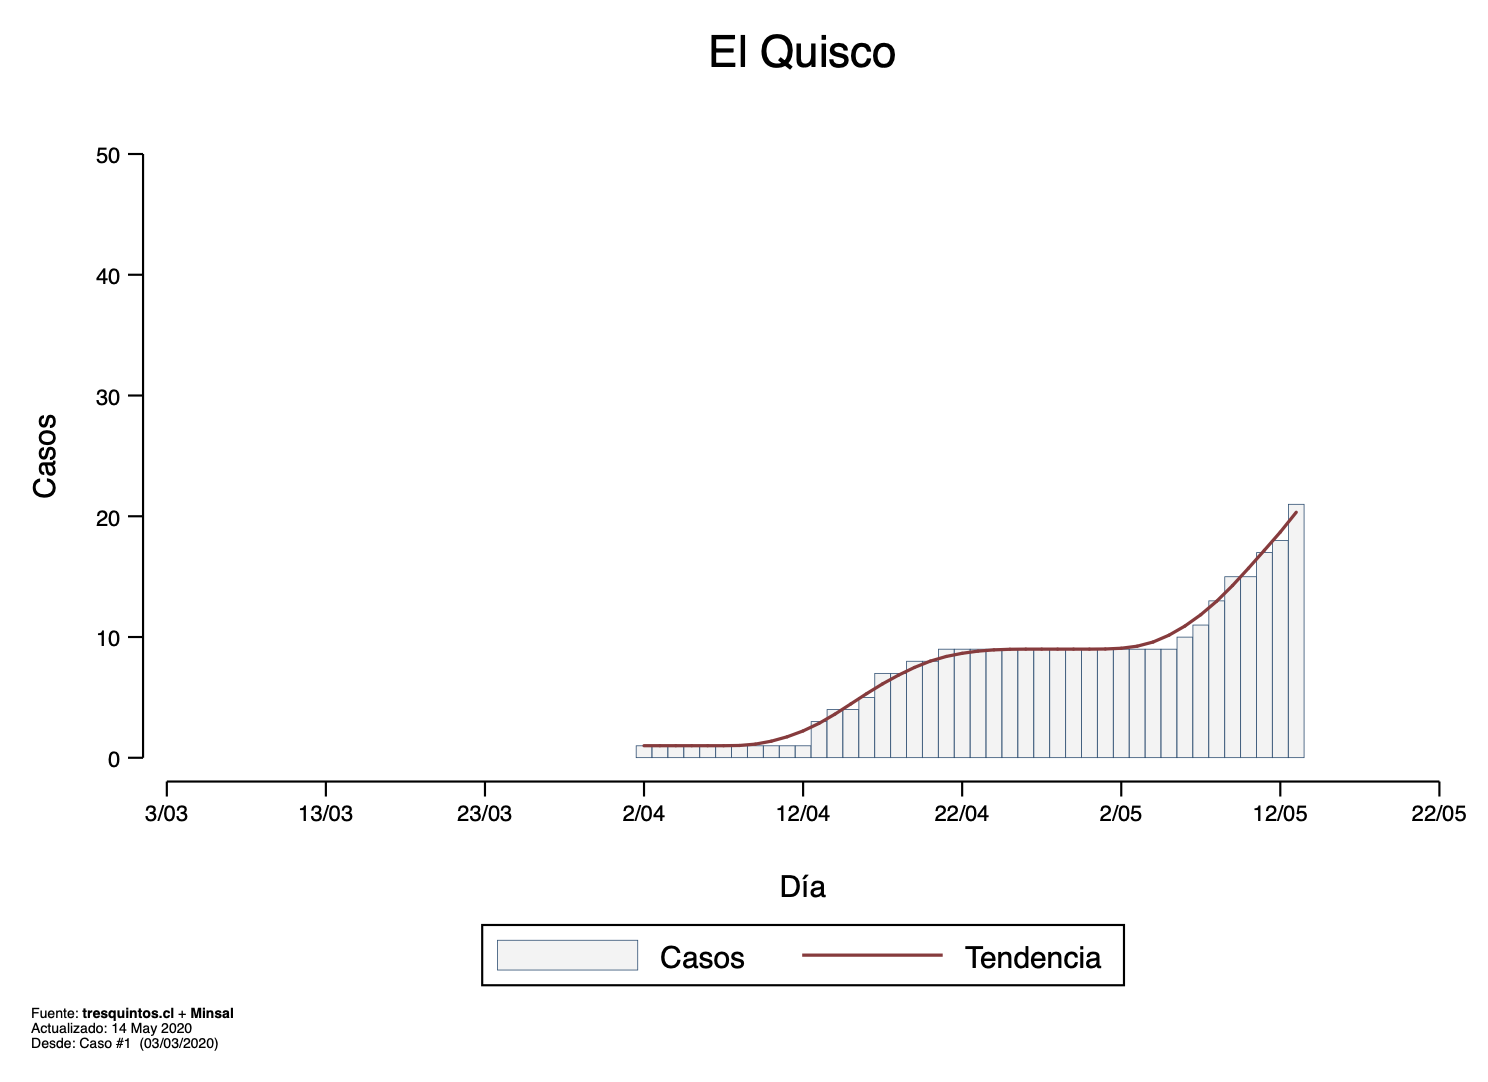 El Quisco
50
40
30
20
10
0
Casos
3/03 13/03 23/03 2/04 12/04 22/04 2/05 12/05 22/05
Día
Casos Tendencia
Fuente: tresquintos.cl + Minsal
Actualizado: 14 May 2020
Desde: Caso #1 (03/03/2020)